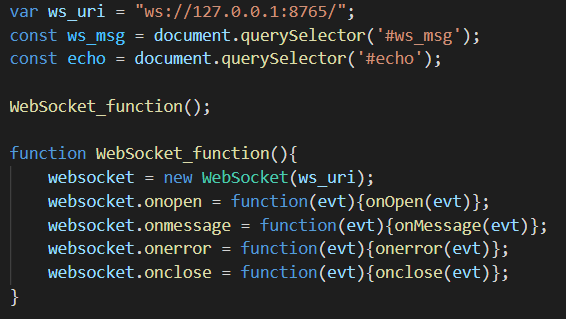 var ws_uri = "ws://127.0.0.1:8765/";
const ws_msg = document.querySelector('#ws_msg');
const echo = document.querySelector('#echo');
WebSocket_function();
function WebSocket_function(){
websocket = new WebSocket(ws_uri);
websocket.onopen = function(evt){onOpen(evt)};
websocket.onmessage = function(evt){onMessage(evt)};
websocket.onerror = function(evt){onerror(evt)};
websocket.onclose = function(evt){onclose(evt)};
}